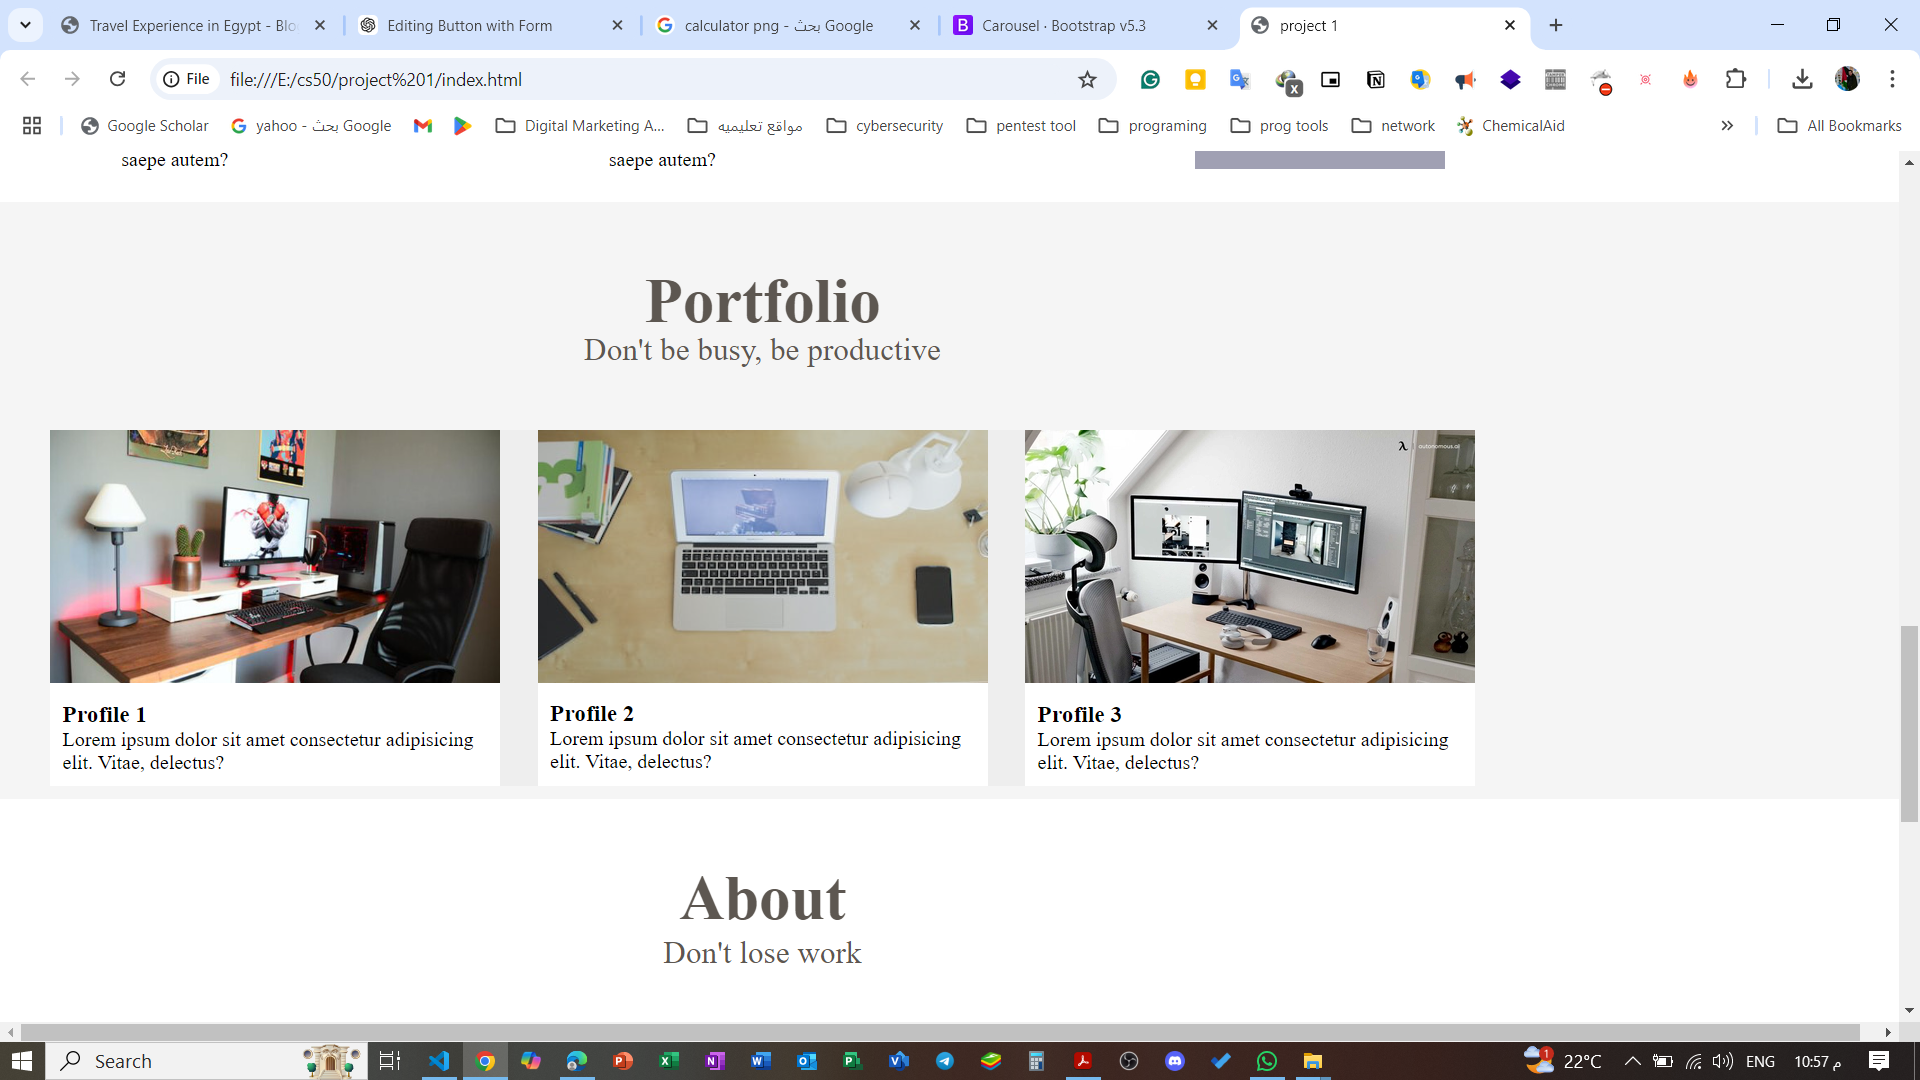 Travel Experience in Egypt - Blo
Editing Button with Form
calculator png - بحث Google
Carousel · Bootstrap v5.3
project 1
File
file:///E:/cs50/project%201/index.html
Google Scholar
yahoo - بحث Google
Digital Marketing A...
مواقع تعليميه
cybersecurity
pentest tool
programing
prog tools
network
ChemicalAid
All Bookmarks
saepe autem?
saepe autem?
Portfolio
Don't be busy, be productive
autonomous.ai
Profile 1
Lorem ipsum dolor sit amet consectetur adipisicing
elit. Vitae, delectus?
Profile 2
Lorem ipsum dolor sit amet consectetur adipisicing
elit. Vitae, delectus?
Profile 3
Lorem ipsum dolor sit amet consectetur adipisicing
elit. Vitae, delectus?
About
Don't lose work
Search
1
22°C
ENG
10:57 م